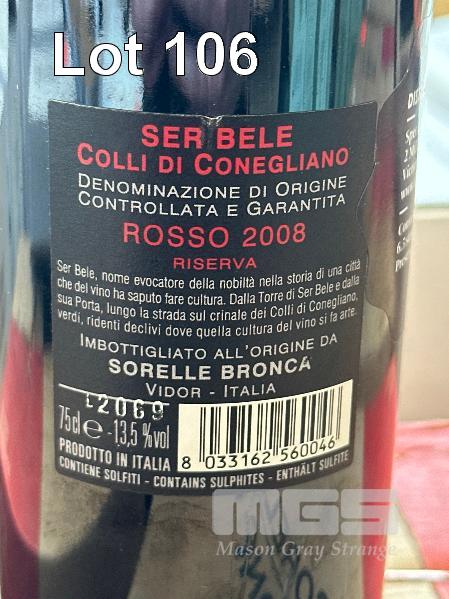 Lot 106
SER BELE
COLLI DI CONEGLIANO
DENOMINAZIONE DI ORIGINE
CONTROLLATA E GARANTITA
ROSSO 2008
RISERVA
Ser Bele, nome evocatore della nobiltà nella storia di una città
che del vino ha saputo fare cultura. Dalla Torre di Ser Bele e dalla
sua Porta, lungo la strada sul crinale dei Colli di Conegliano,
verdi, ridenti declivi dove quella cultura del vino si fa arte.
IMBOTTIGLIATO ALL'ORIGINE DA
SORELLE BRONCA
VIDOR - ITALIA
L2069
75cl e -13,5 %vol
PRODOTTO IN ITALIA
8 033162 560046
CONTIENE SOLFITI - CONTAINS SULPHITES - ENTHÄLT SULFITE
MGS
Mason Gray Strange